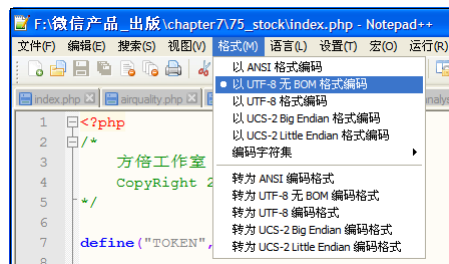 F:\微信产品_出版\chapter7\75_stock\index.php - Notepad++
文件(F) 编辑(E) 搜索(S) 视图(V) 格式(M) 语言(L) 设置(T) 宏(O) 运行(R)
以 ANSI 格式编码
以 UTF-8 无 BOM 格式编码
以 UTF-8 格式编码
以 UCS-2 Big Endian 格式编码
以 UCS-2 Little Endian 格式编码
编码字符集
转为 ANSI 编码格式
转为 UTF-8 无 BOM 编码格式
转为 UTF-8 编码格式
转为 UCS-2 Big Endian 编码格式
转为 UCS-2 Little Endian 编码格式
index.php airquality.php
1 <?php
2 /*
3 方倍工作室
4 CopyRight 2
5 */
6
7 define("TOKEN",
8